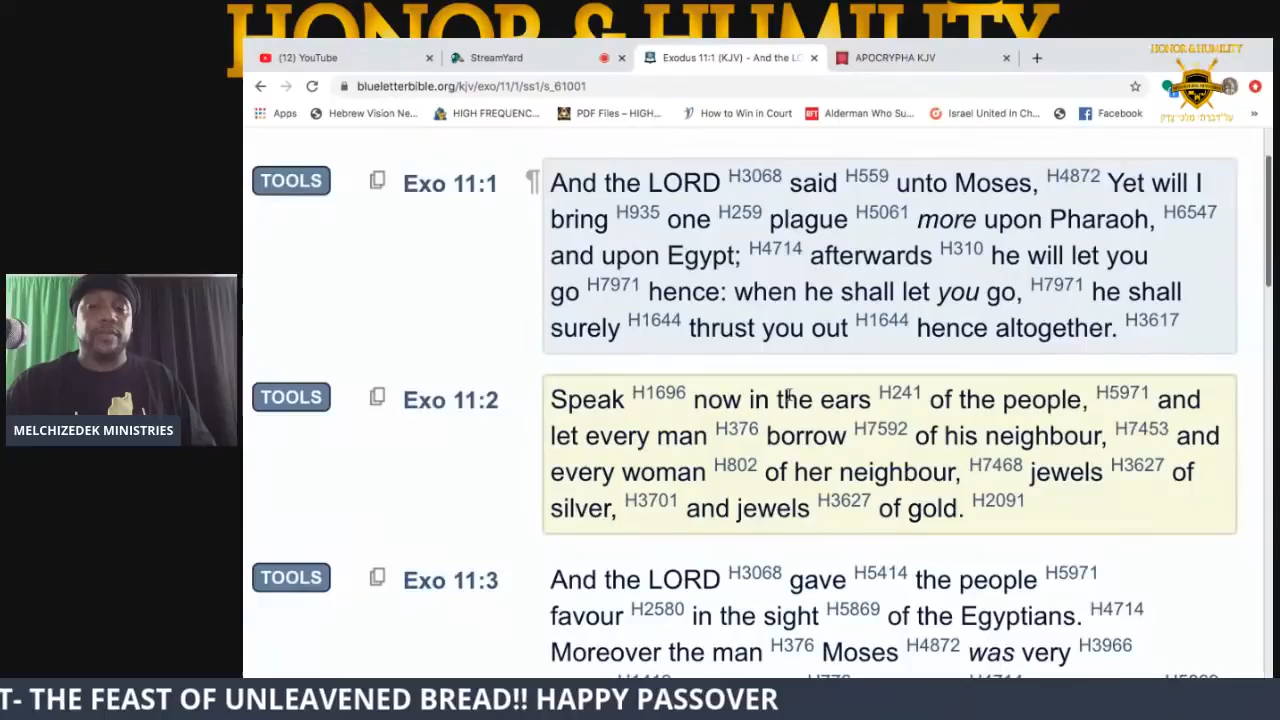 HONOR & HUMILITY
(12) YouTube
StreamYard
Exodus 11:1 (KJV) - And the LO
APOCRYPHA KJV
HONOR & HUMILITY
blueletterbible.org/kjv/exo/11/1/ss1/s_61001
Apps
Hebrew Vision Ne...
HIGH FREQUENC...
PDF Files – HIGH...
How to Win in Court
RFT
Alderman Who Su...
Israel United In Ch...
Facebook
»
TOOLS
Exo 11:1
¶ And the LORD H3068 said H559 unto Moses, H4872 Yet will I
bring H935 one H259 plague H5061 more upon Pharaoh, H6547
and upon Egypt; H4714 afterwards H310 he will let you
go H7971 hence: when he shall let you go, H7971 he shall
surely H1644 thrust you out H1644 hence altogether. H3617
TOOLS
Exo 11:2
Speak H1696 now in the ears H241 of the people, H5971 and
let every man H376 borrow H7592 of his neighbour, H7453 and
every woman H802 of her neighbour, H7468 jewels H3627 of
silver, H3701 and jewels H3627 of gold. H2091
TOOLS
Exo 11:3
And the LORD H3068 gave H5414 the people H5971
favour H2580 in the sight H5869 of the Egyptians. H4714
Moreover the man H376 Moses H4872 was very H3966
MELCHIZEDEK MINISTRIES
T- THE FEAST OF UNLEAVENED BREAD!! HAPPY PASSOVER